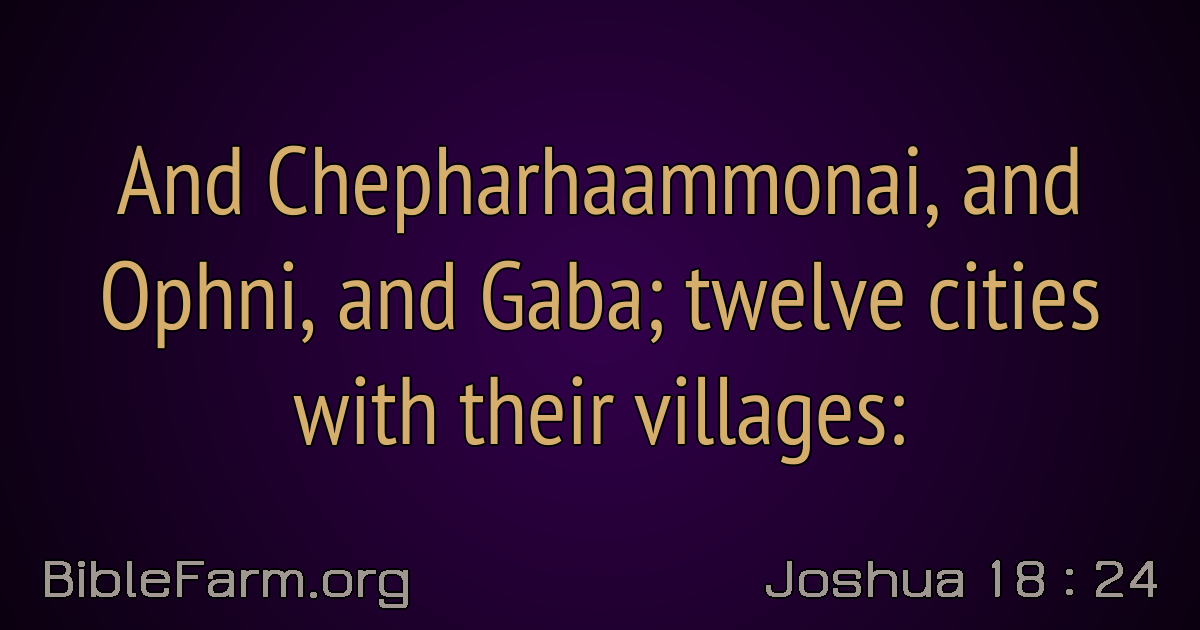 And Chepharhaammonai, and
Ophni, and Gaba; twelve cities
with their villages:
BibleFarm.org
Joshua 18 : 24